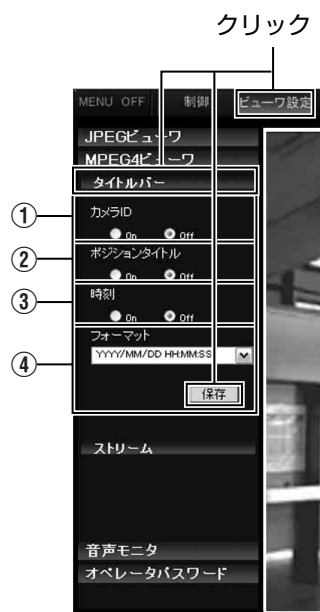 クリック
MENU OFF 制御 ビューワ設定
JPEGビューワ
MPEG4ビューワ
タイトルバー
① カメラID
On Off
② ポジションタイトル
On Off
③ 時刻
On Off
④ フォーマット
YYYY/MM/DD HH:MM:SS
保存
ストリーム
音声モニタ
オペレータパスワード